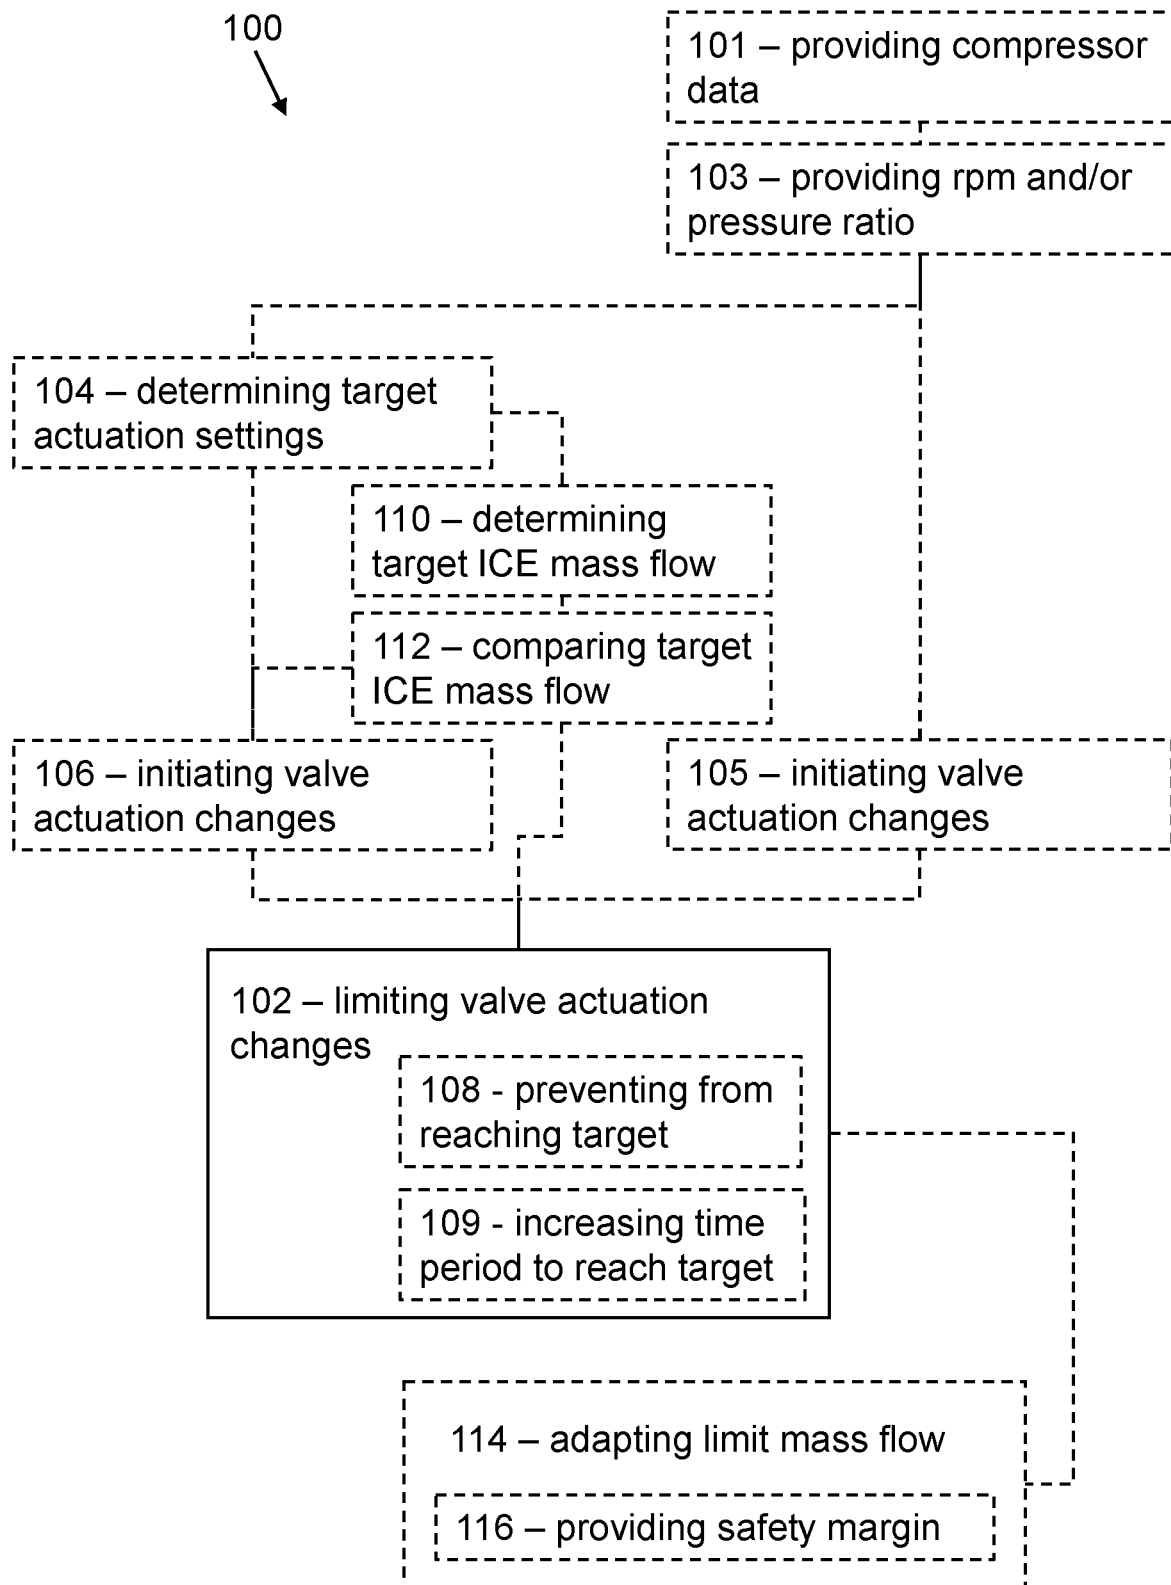 100
101 – providing compressor
data
103 – providing rpm and/or
pressure ratio
104 – determining target
actuation settings
110 – determining
target ICE mass flow
112 – comparing target
ICE mass flow
106 – initiating valve
actuation changes
105 – initiating valve
actuation changes
102 – limiting valve actuation
changes
108 - preventing from
reaching target
109 - increasing time
period to reach target
114 – adapting limit mass flow
116 – providing safety margin